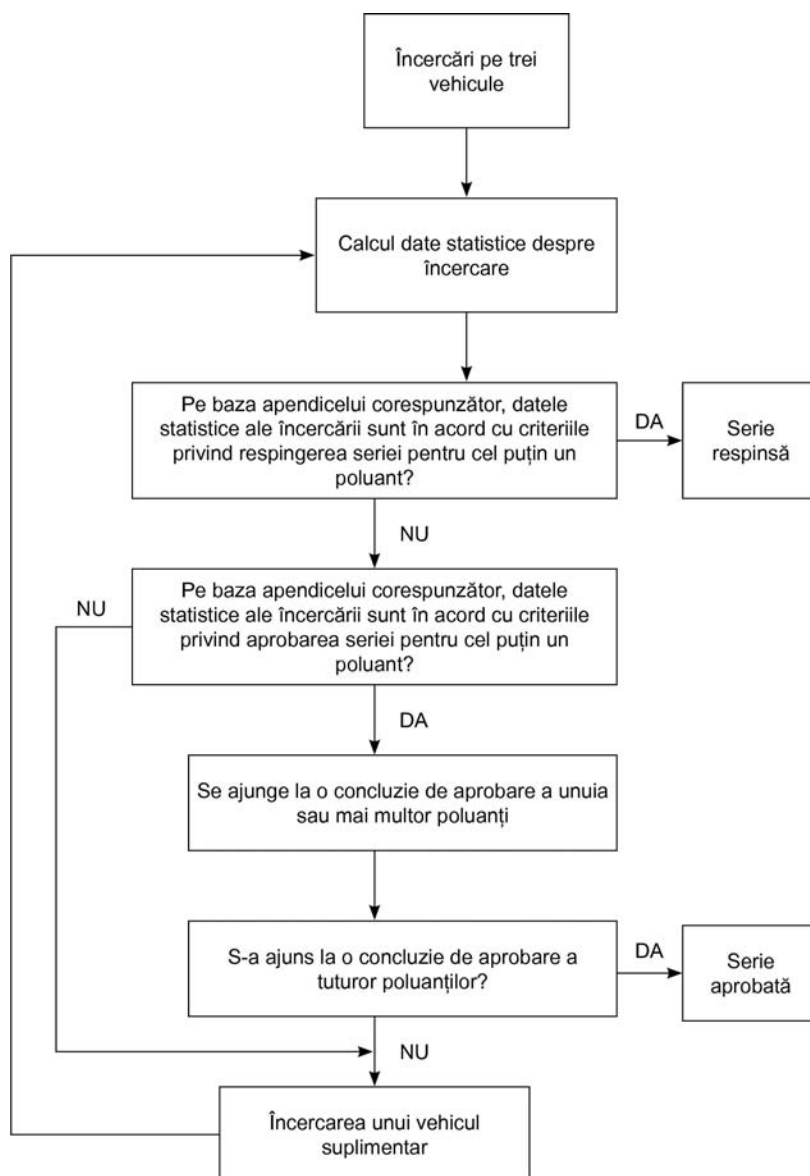 Încercări pe trei
vehicule
Calcul date statistice despre
încercare
Pe baza apendicelui corespunzător, datele
statistice ale încercării sunt în acord cu criteriile
privind respingerea seriei pentru cel puțin un
poluant?
DA
Serie
respinsă
NU
NU
Pe baza apendicelui corespunzător, datele
statistice ale încercării sunt în acord cu criteriile
privind aprobarea seriei pentru cel puțin un
poluant?
DA
Se ajunge la o concluzie de aprobare a unuia
sau mai multor poluanți
S-a ajuns la o concluzie de aprobare a
tuturor poluanților?
DA
Serie
aprobată
NU
Încercarea unui vehicul
suplimentar